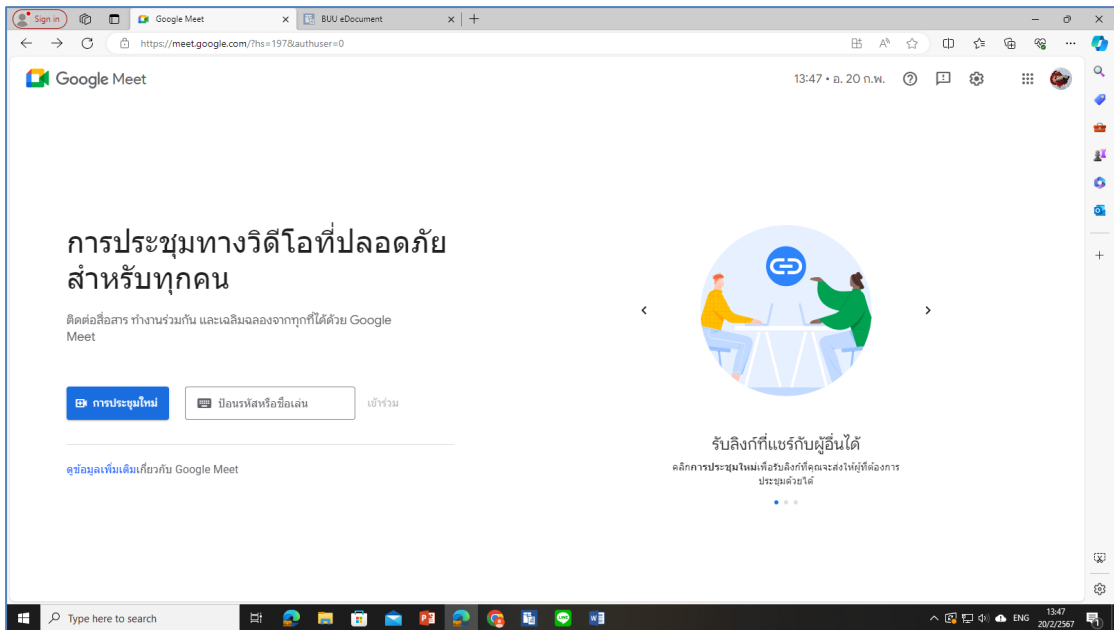 Sign in
Google Meet
BUU eDocument
https://meet.google.com/?hs=197&authuser=0
Google Meet
13:47 • อ. 20 ก.พ.
การประชุมทางวิดีโอที่ปลอดภัย
สำหรับทุกคน
ติดต่อสื่อสาร ทำงานร่วมกัน และเฉลิมฉลองจากทุกที่ได้ด้วย Google
Meet
การประชุมใหม่
ป้อนรหัสหรือชื่อเล่น
เข้าร่วม
ดูข้อมูลเพิ่มเติมเกี่ยวกับ Google Meet
รับลิงก์ที่แชร์กับผู้อื่นได้
คลิกการประชุมใหม่เพื่อรับลิงก์ที่คุณจะส่งให้ผู้ที่ต้องการ
ประชุมด้วยได้
Type here to search
ENG
13:47
20/2/2567